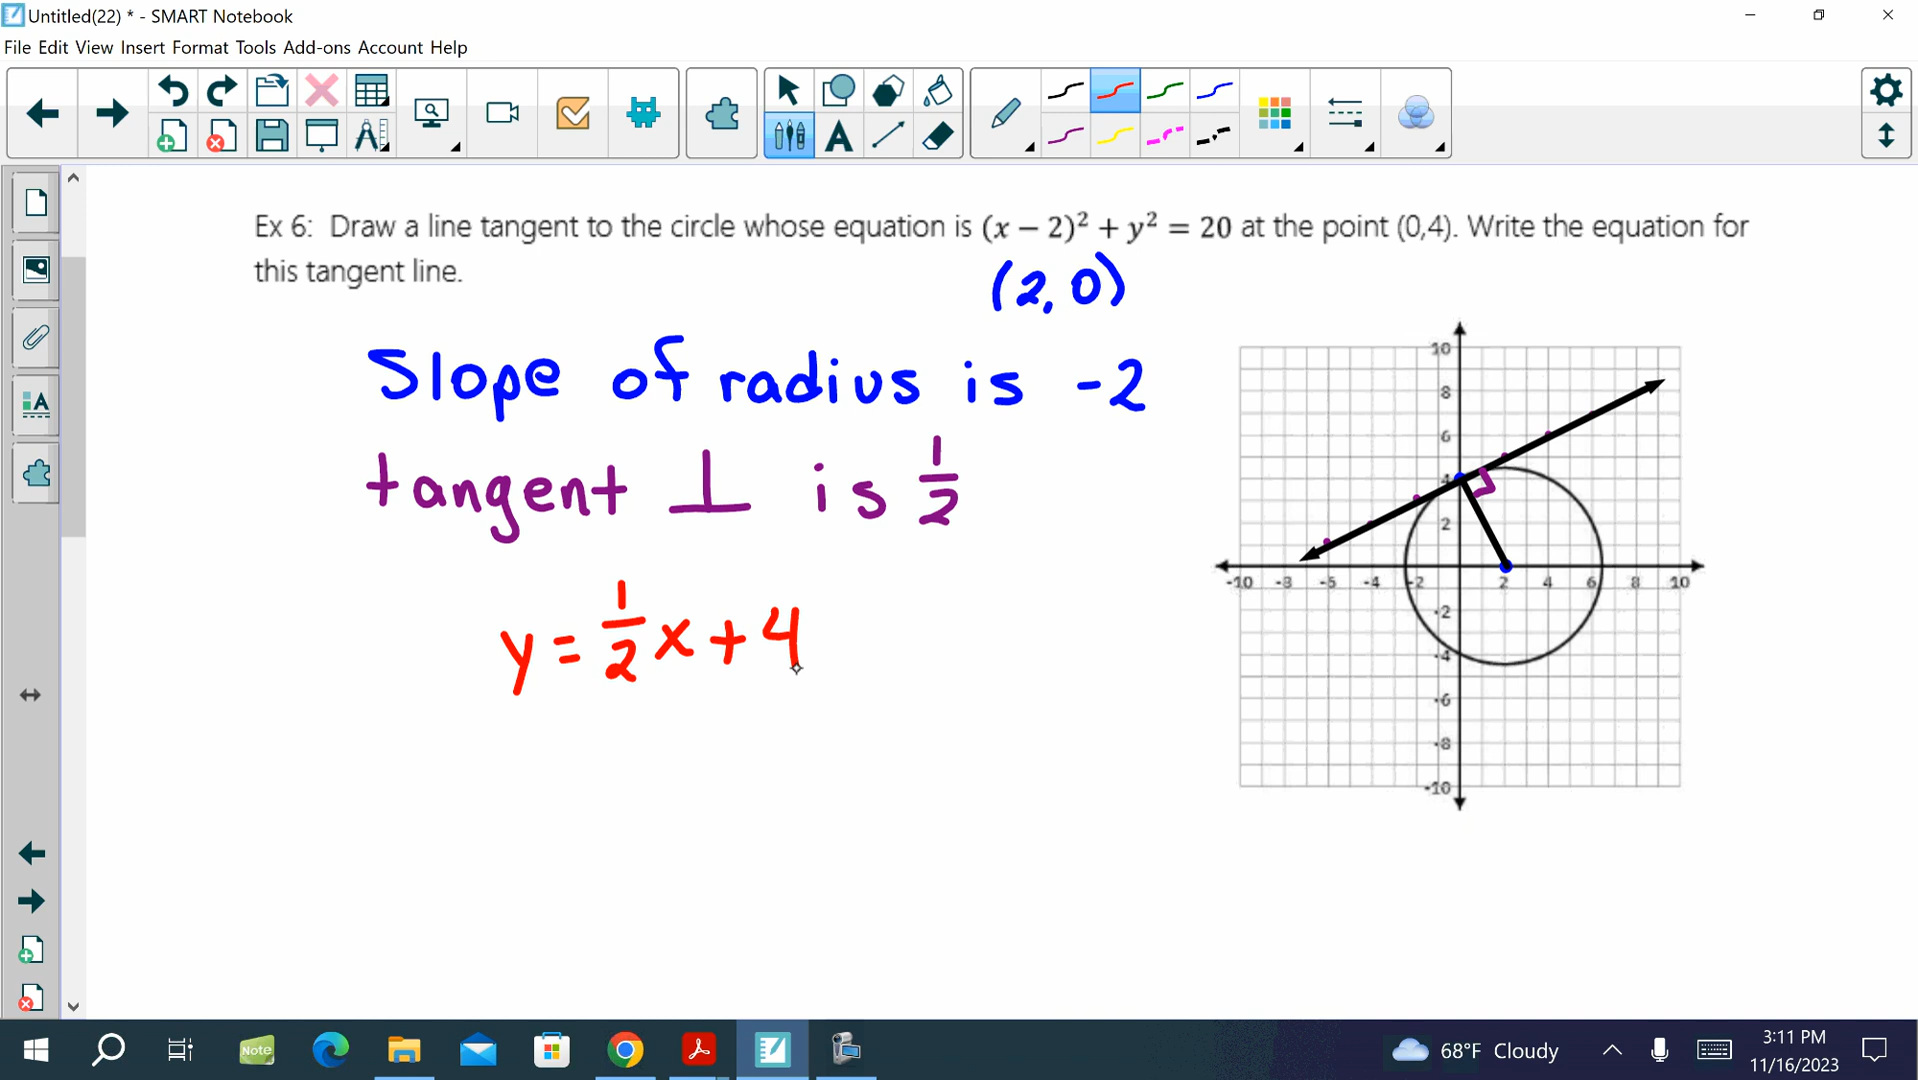 Untitled(22) * - SMART Notebook
File Edit View Insert Format Tools Add-ons Account Help
Ex 6: Draw a line tangent to the circle whose equation is (x − 2)² + y² = 20 at the point (0,4). Write the equation for
this tangent line.
(2, 0)
Slope of radius is -2
tangent ⊥ is 1/2
y = 1/2 x + 4
10
8
6
4
2
-10 -8 -5 -4 -2 2 4 6 8 10
-2
-4
-6
-8
-10
A
A
Note
68°F Cloudy
3:11 PM
11/16/2023